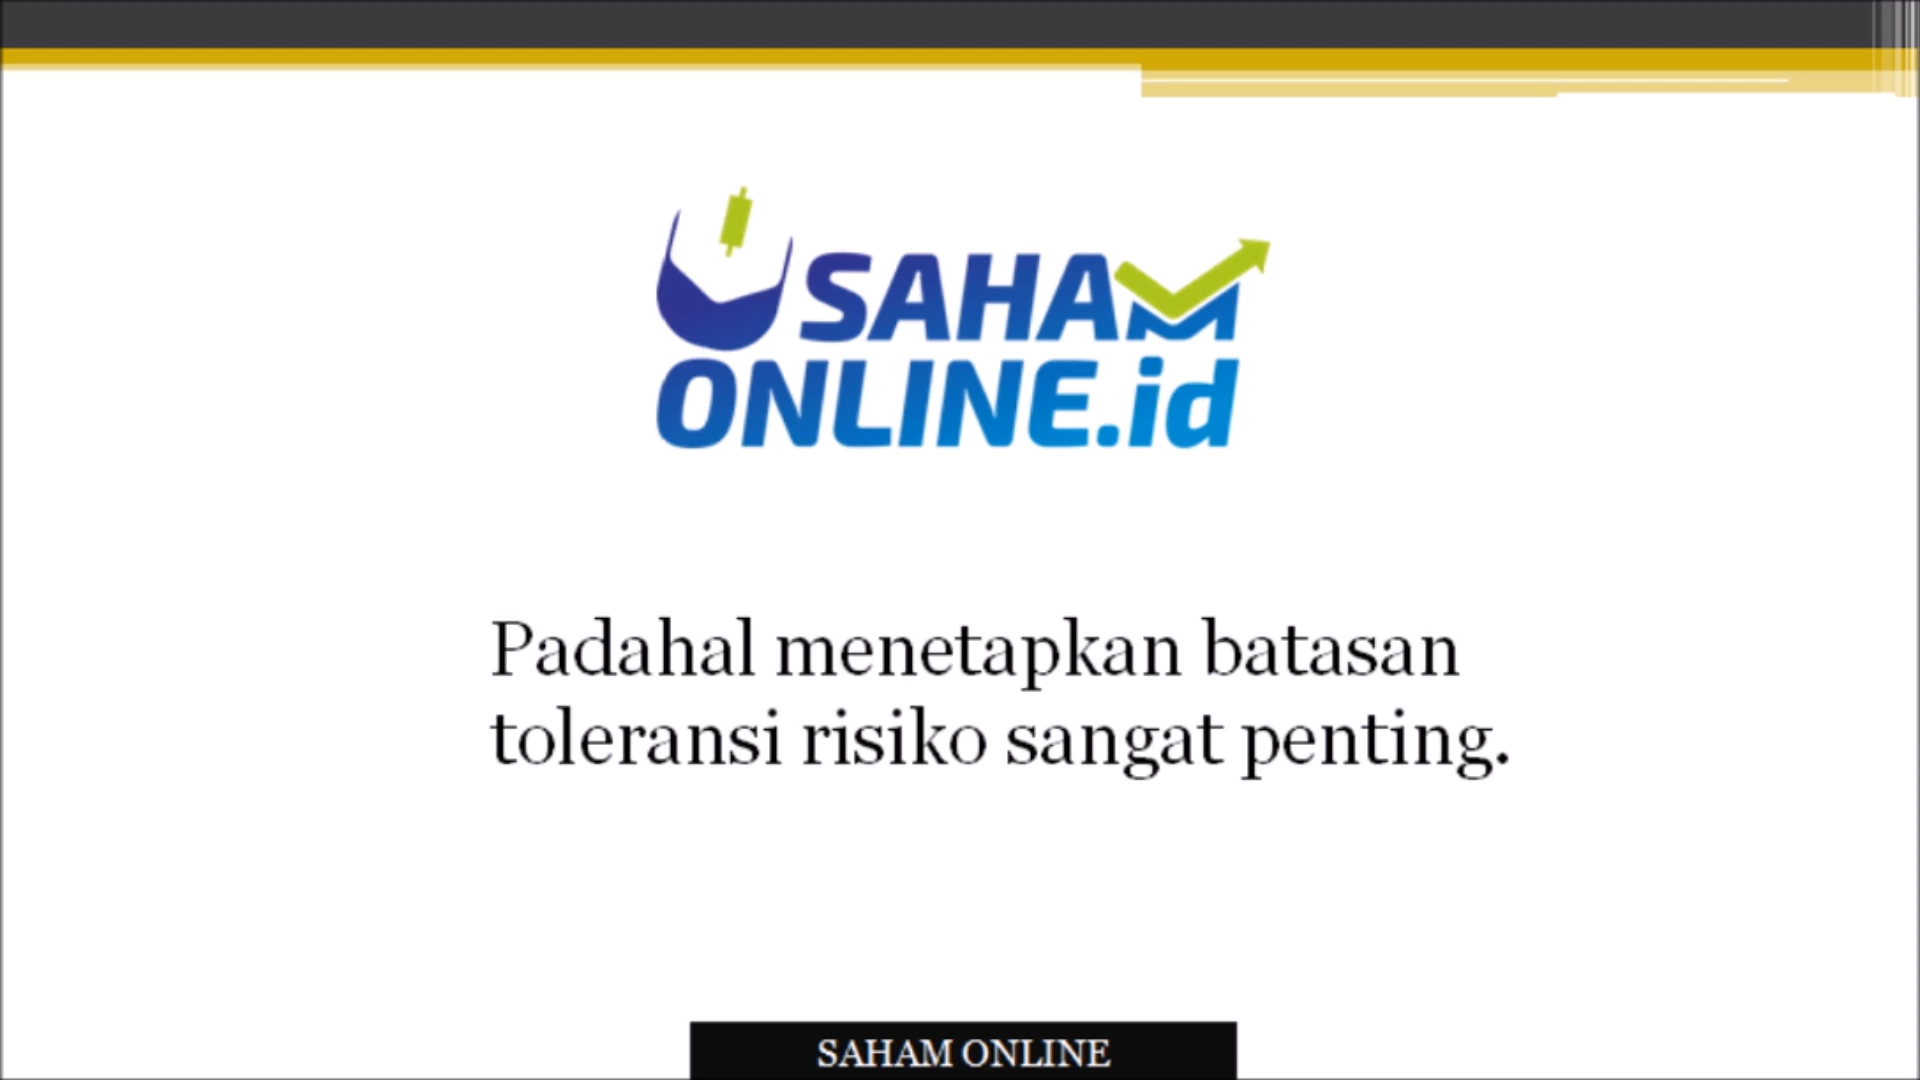 SAHAM
ONLINE.id
Padahal menetapkan batasan
toleransi risiko sangat penting.
SAHAM ONLINE